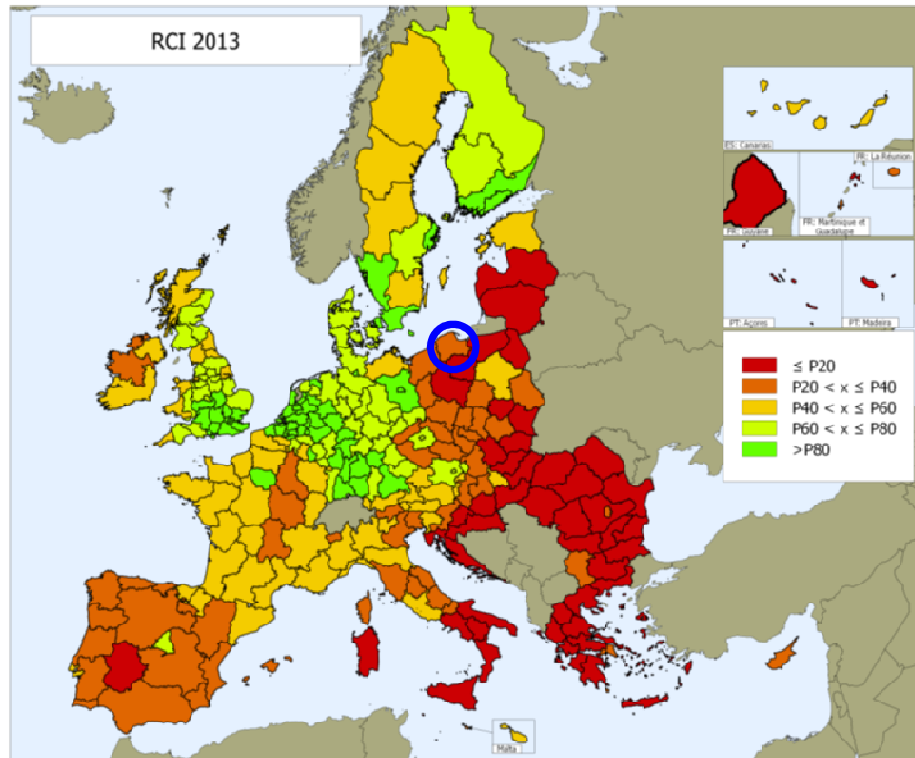 RCI 2013
ES: Canarias
FR: La Réunion
FR: Guyane
FR: Martinique et
Guadalupe
PT: Açores
PT: Madeira
≤ P20
P20 < x ≤ P40
P40 < x ≤ P60
P60 < x ≤ P80
>P80
Malta